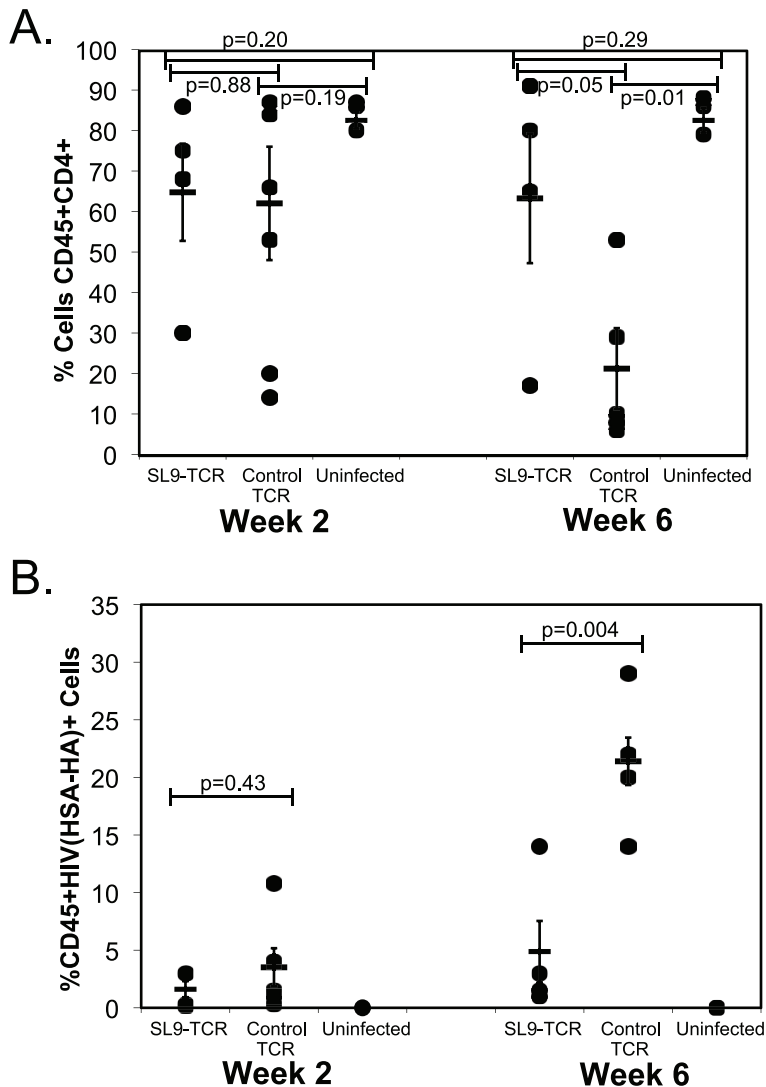 A.
p=0.20
p=0.29
p=0.88
p=0.19
p=0.05
p=0.01
% Cells CD45+CD4+
100
90
80
70
60
50
40
30
20
10
0
SL9-TCR
Control
TCR
Uninfected
SL9-TCR
Control
TCR
Uninfected
Week 2
Week 6
B.
%CD45+HIV(HSA-HA)+ Cells
35
30
25
20
15
10
5
0
p=0.43
p=0.004
SL9-TCR
Control
TCR
Uninfected
SL9-TCR
Control
TCR
Uninfected
Week 2
Week 6